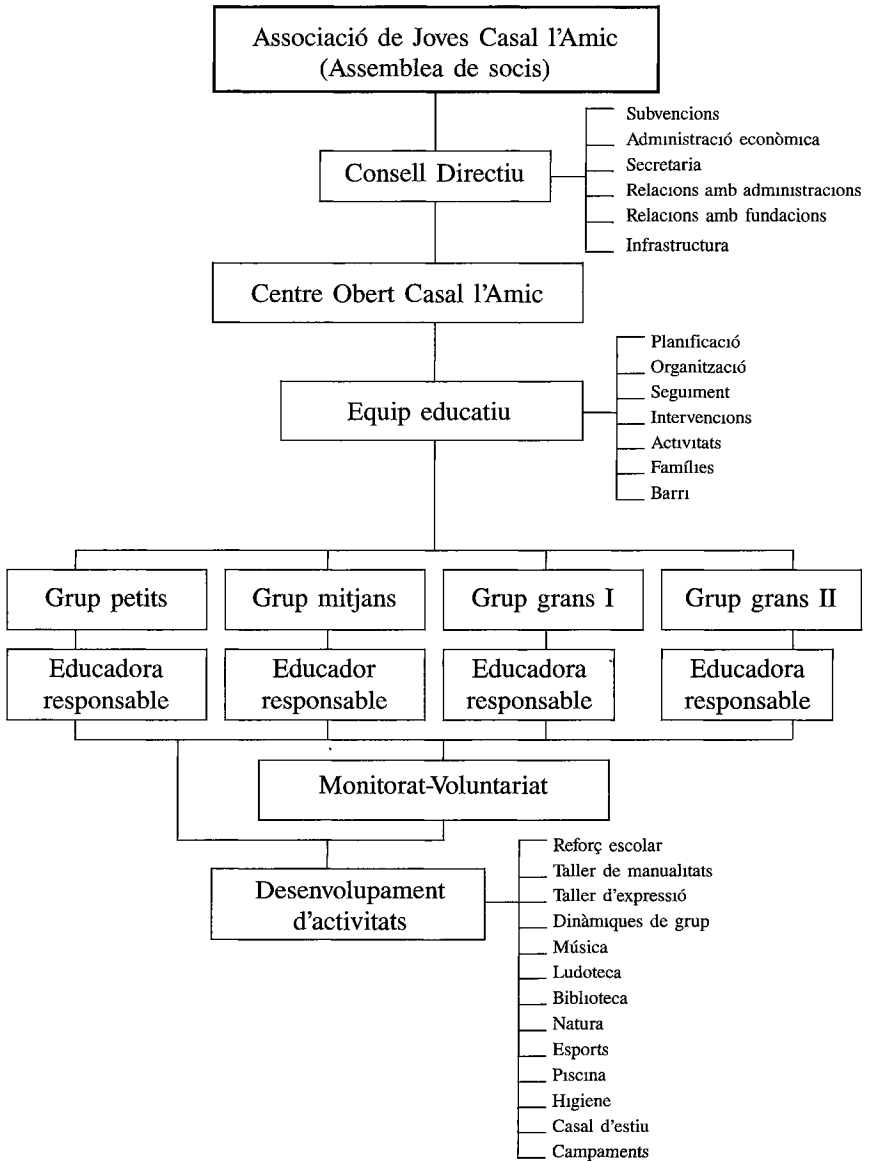 Associació de Joves Casal l'Amic
(Assemblea de socis)
Consell Directiu
Subvencions
Administració econòmica
Secretaria
Relacions amb administracions
Relacions amb fundacions
Infrastructura
Centre Obert Casal l'Amic
Equip educatiu
Planificació
Organització
Seguiment
Intervencions
Activitats
Famílies
Barri
Grup petits
Grup mitjans
Grup grans I
Grup grans II
Educadora
responsable
Educador
responsable
Educadora
responsable
Educadora
responsable
Monitorat-Voluntariat
Desenvolupament
d'activitats
Reforç escolar
Taller de manualitats
Taller d'expressió
Dinàmiques de grup
Música
Ludoteca
Biblioteca
Natura
Esports
Piscina
Higiene
Casal d'estiu
Campaments